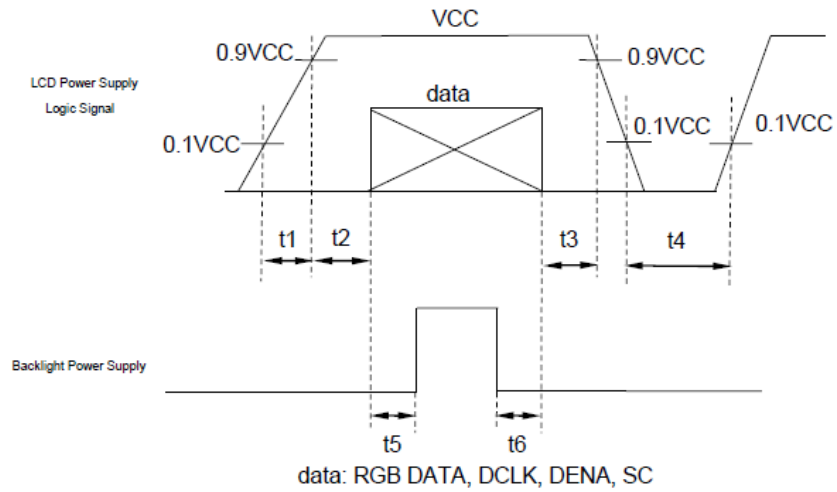 VCC
0.9VCC
0.9VCC
LCD Power Supply
Logic Signal
data
0.1VCC
0.1VCC
0.1VCC
t1
t2
t3
t4
Backlight Power Supply
t5
t6
data: RGB DATA, DCLK, DENA, SC